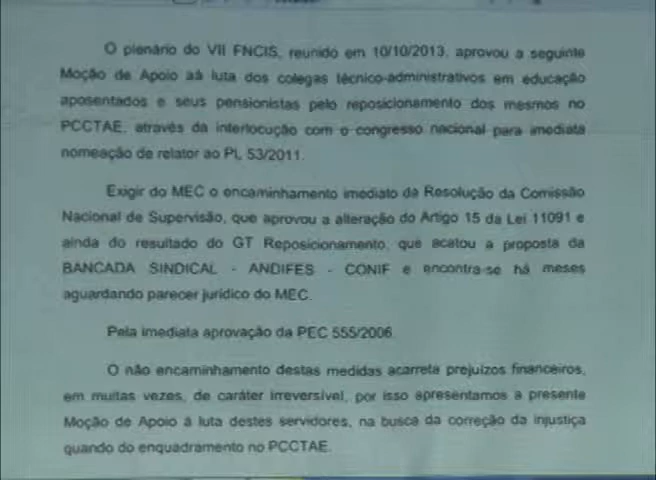 O plenário do VII FNCIS, reunido em 10/10/2013, aprovou a seguinte
Moção de Apoio aá luta dos colegas técnico-administrativos em educação
aposentados e seus pensionistas pelo reposicionamento dos mesmos no
PCCTAE, através da interlocução com o congresso nacional para imediata
nomeação de relator ao PL 53/2011.
Exigir do MEC o encaminhamento imediato da Resolução da Comissão
Nacional de Supervisão, que aprovou a alteração do Artigo 15 da Lei 11091 e
ainda do resultado do GT Reposicionamento, que acatou a proposta da
BANCADA SINDICAL - ANDIFES - CONIF e encontra-se há meses
aguardando parecer jurídico do MEC.
Pela imediata aprovação da PEC 555/2006.
O não encaminhamento destas medidas acarreta prejuízos financeiros,
em muitas vezes, de caráter irreversível, por isso apresentamos a presente
Moção de Apoio á luta destes servidores, na busca da correção da injustiça
quando do enquadramento no PCCTAE.